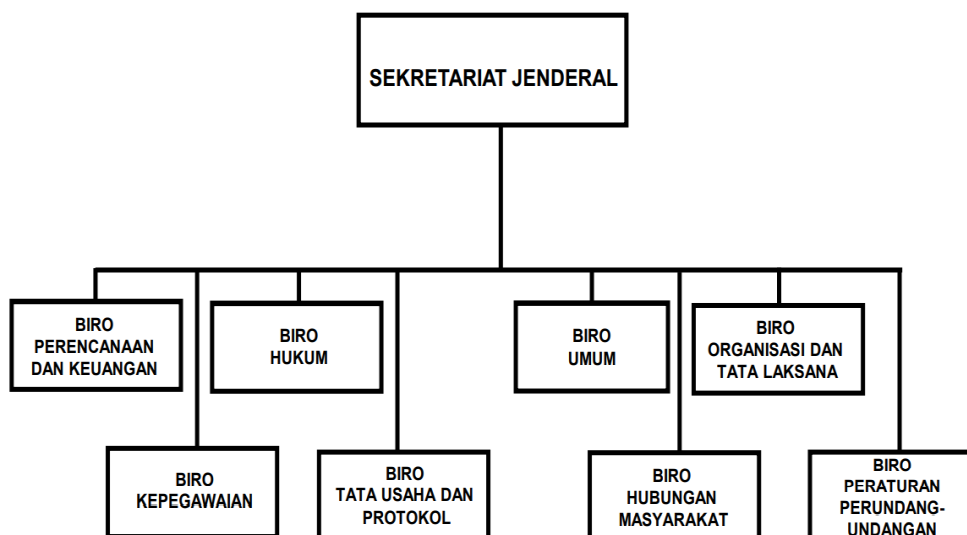 SEKRETARIAT JENDERAL
BIRO
PERENCANAAN
DAN KEUANGAN
BIRO
HUKUM
BIRO
UMUM
BIRO
ORGANISASI DAN
TATA LAKSANA
BIRO
KEPEGAWAIAN
BIRO
TATA USAHA DAN
PROTOKOL
BIRO
HUBUNGAN
MASYARAKAT
BIRO
PERATURAN
PERUNDANG-
UNDANGAN